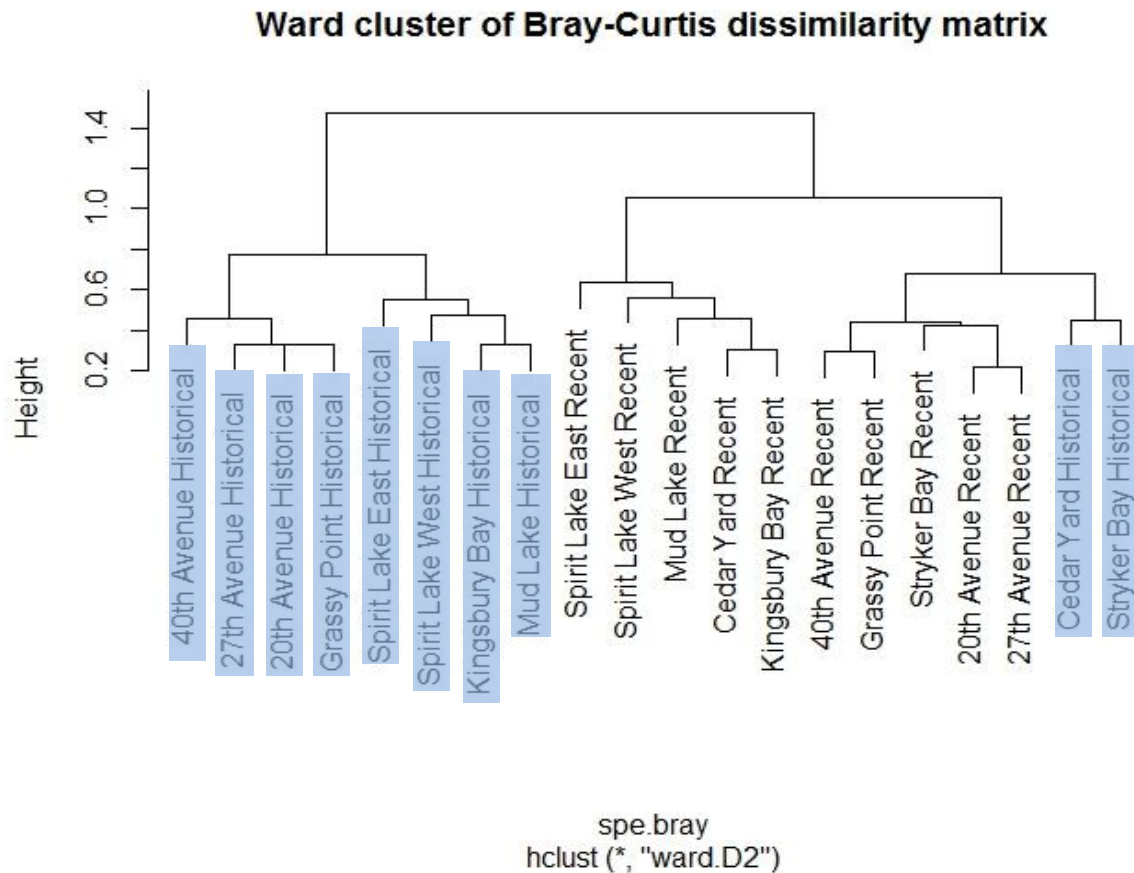 Ward cluster of Bray-Curtis dissimilarity matrix
Height
1.4
1.0
0.6
0.2
40th Avenue Historical
27th Avenue Historical
20th Avenue Historical
Grassy Point Historical
Spirit Lake East Historical
Spirit Lake West Historical
Kingsbury Bay Historical
Mud Lake Historical
Spirit Lake East Recent
Spirit Lake West Recent
Mud Lake Recent
Cedar Yard Recent
Kingsbury Bay Recent
40th Avenue Recent
Grassy Point Recent
Stryker Bay Recent
20th Avenue Recent
27th Avenue Recent
Cedar Yard Historical
Stryker Bay Historical
spe.bray
hclust (*, "ward.D2")